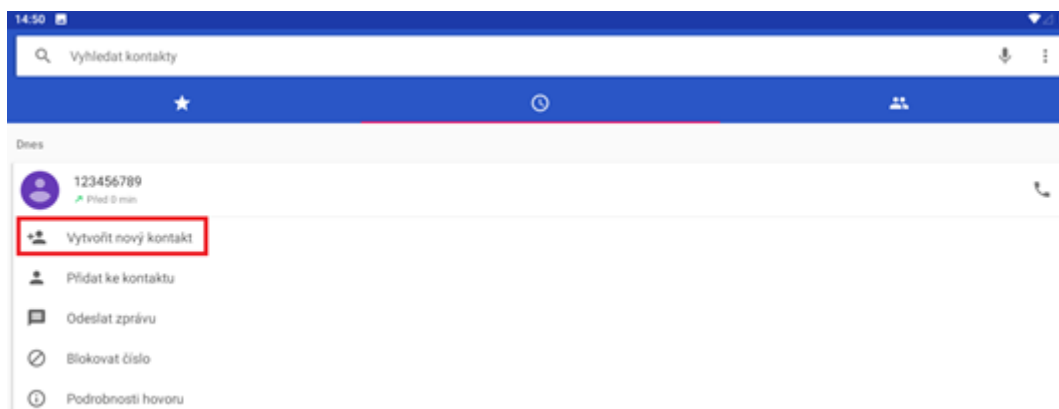 14:50
Vyhledat kontakty
Dnes
123456789
Před 0 min
Vytvořit nový kontakt
Přidat ke kontaktu
Odeslat zprávu
Blokovat číslo
Podrobnosti hovoru